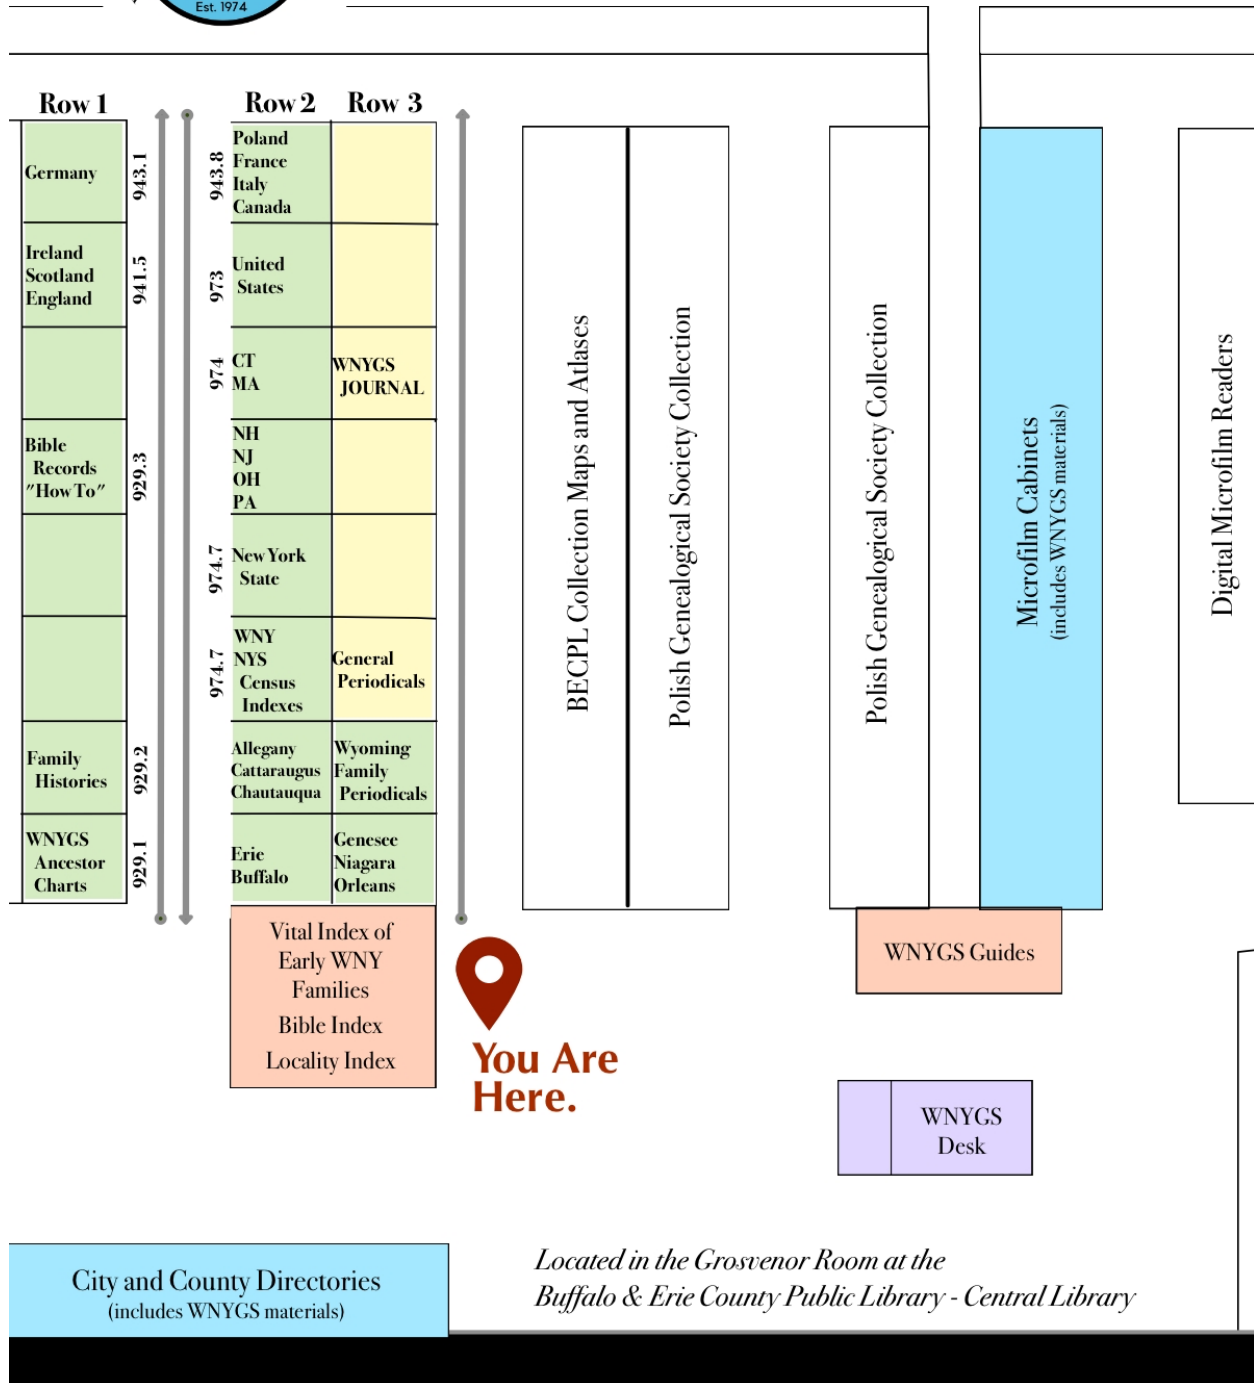 Est. 1974
Row 1
Row 2
Row 3
Germany
943.1
Ireland
Scotland
England
941.5
Bible
Records
"How To"
929.3
Family
Histories
929.2
WNYGS
Ancestor
Charts
929.1
943.8
Poland
France
Italy
Canada
973
United
States
974
CT
MA
NH
NJ
OH
PA
974.7
New York
State
974.7
WNY
NYS
Census
Indexes
Allegany
Cattaraugus
Chautauqua
Erie
Buffalo
WNYGS
JOURNAL
General
Periodicals
Wyoming
Family
Periodicals
Genesee
Niagara
Orleans
Vital Index of
Early WNY
Families
Bible Index
Locality Index
You Are
Here.
BECPL Collection Maps and Atlases
Polish Genealogical Society Collection
Polish Genealogical Society Collection
Microfilm Cabinets
(includes WNYGS materials)
Digital Microfilm Readers
WNYGS Guides
WNYGS
Desk
City and County Directories
(includes WNYGS materials)
Located in the Grosvenor Room at the
Buffalo & Erie County Public Library - Central Library